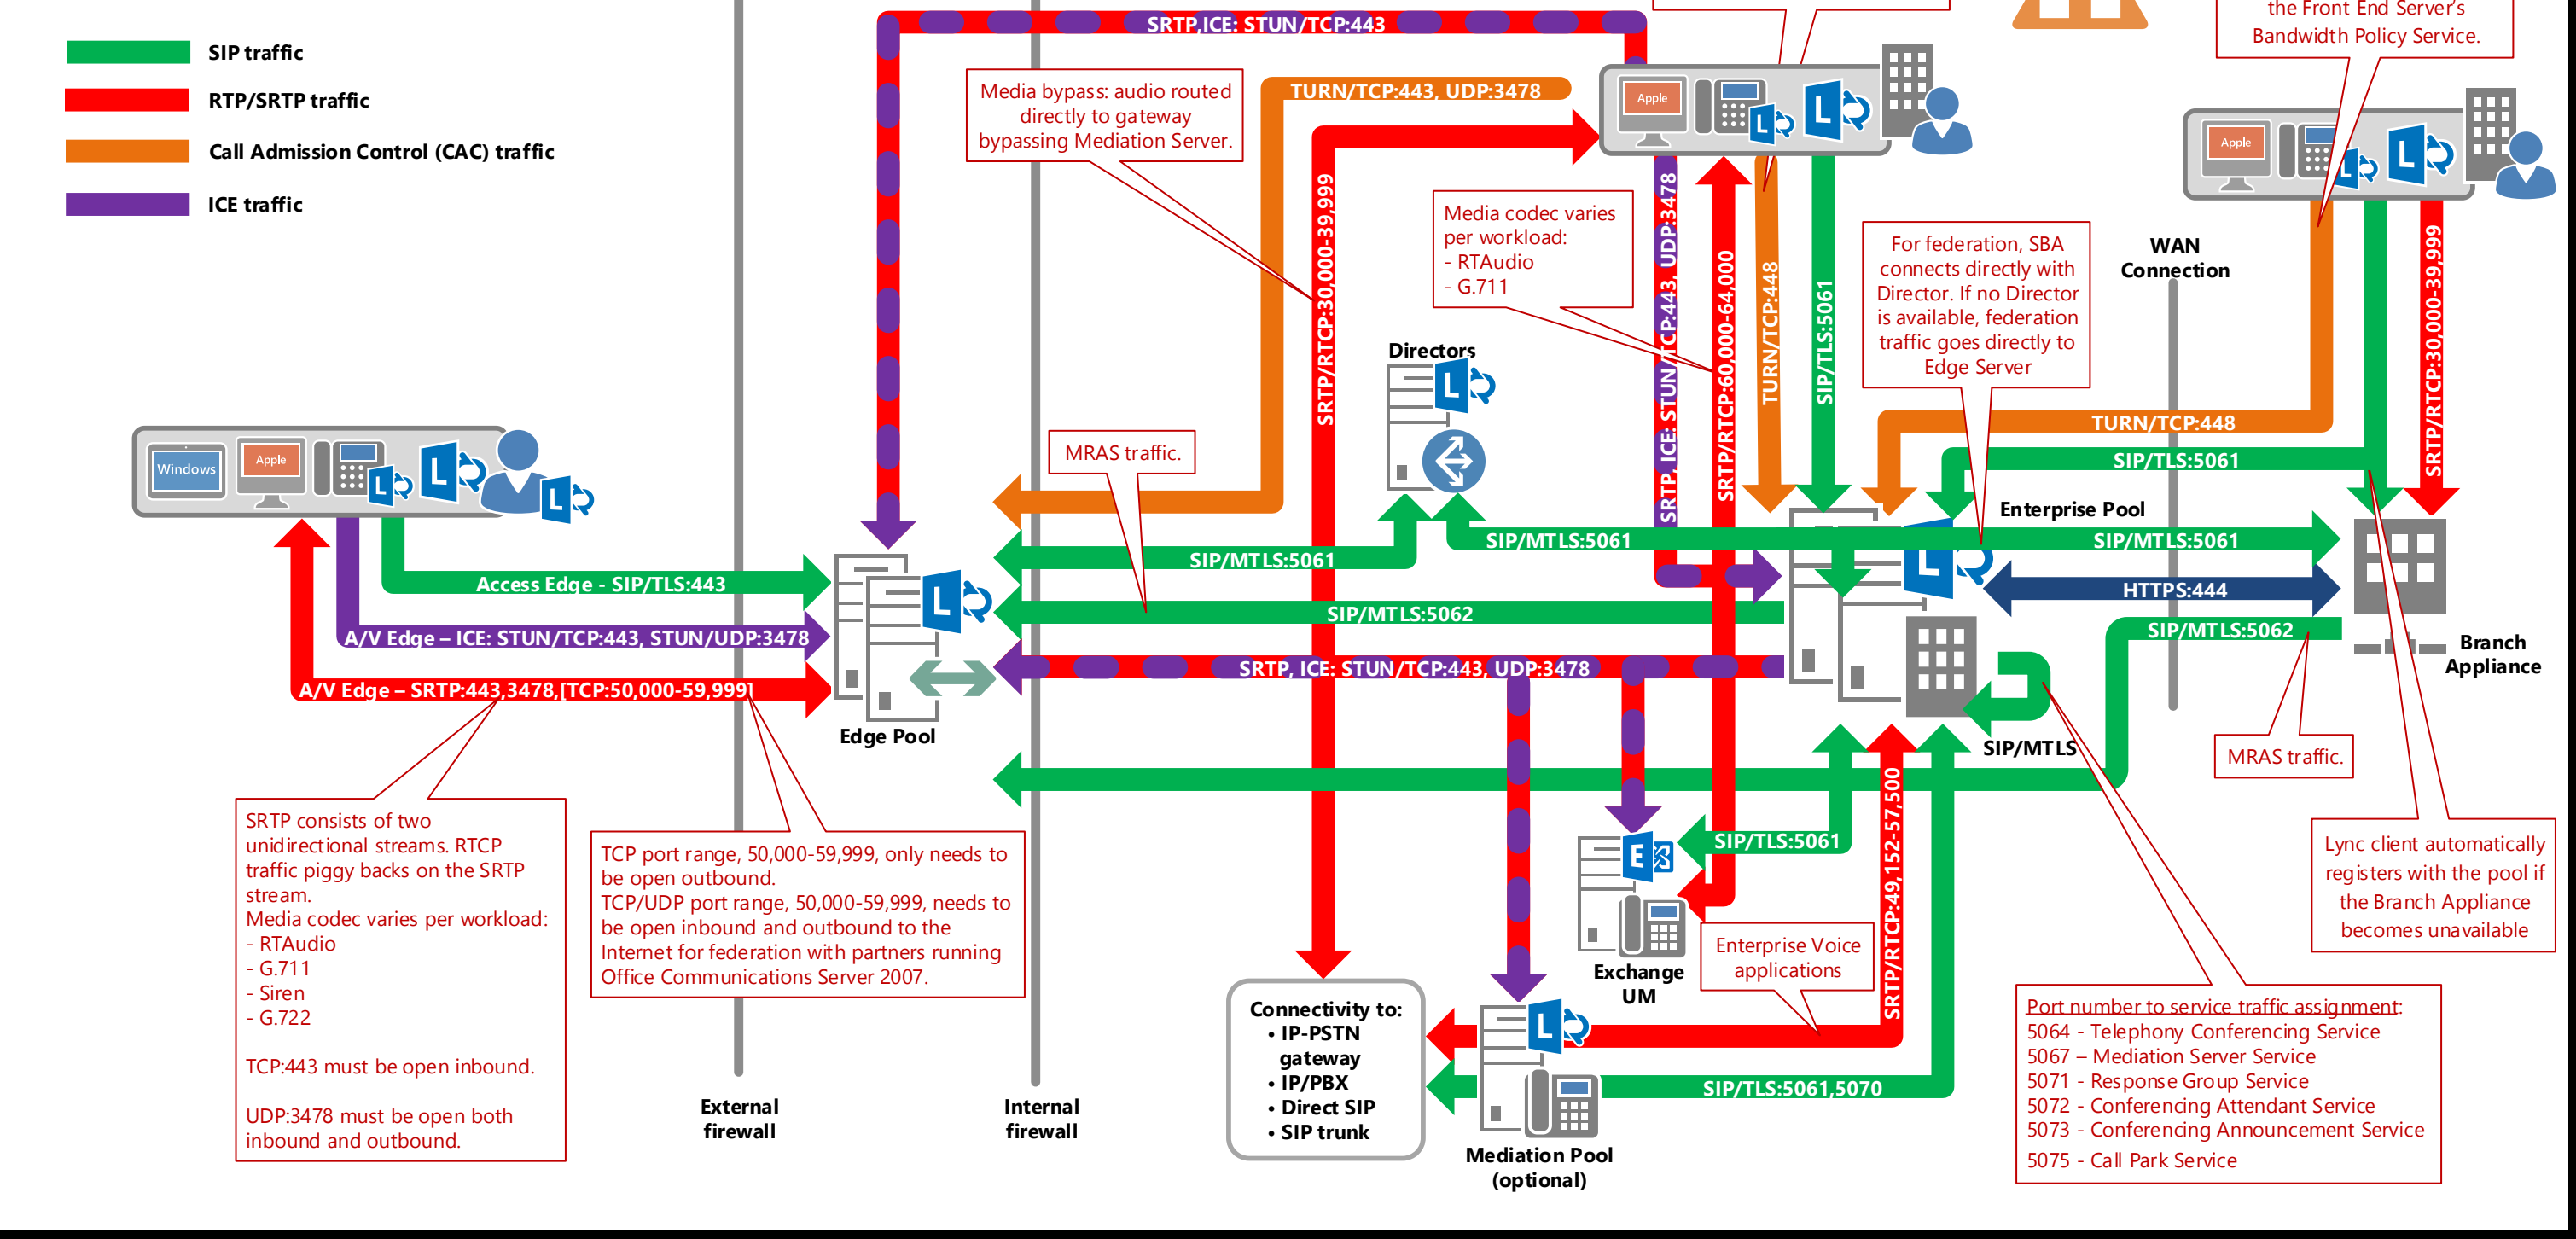 SIP traffic
RTP/SRTP traffic
Call Admission Control (CAC) traffic
ICE traffic
SRTP,ICE: STUN/TCP:443
the Front End Server’s
Bandwidth Policy Service.
Media bypass: audio routed
directly to gateway
bypassing Mediation Server.
TURN/TCP:443, UDP:3478
Apple
L
L
Apple
L
L
SRTP/RTCP:30,000-39,999
Media codec varies
per workload:
- RTAudio
- G.711
SRTP, ICE: STUN/TCP:443, UDP:3478
SRTP/RTCP:60,000-64,000
TURN/TCP:448
SIP/TLS:5061
For federation, SBA
connects directly with
Director. If no Director
is available, federation
traffic goes directly to
Edge Server
WAN
Connection
SRTP/RTCP:30,000-39,999
Directors
L
TURN/TCP:448
SIP/TLS:5061
Windows
Apple
L
L
L
MRAS traffic.
Enterprise Pool
L
SIP/MTLS:5061
SIP/MTLS:5061
SIP/MTLS:5061
Access Edge - SIP/TLS:443
L
HTTPS:444
SIP/MTLS:5062
SIP/MTLS:5062
A/V Edge – ICE: STUN/TCP:443, STUN/UDP:3478
Branch
Appliance
SRTP, ICE: STUN/TCP:443, UDP:3478
A/V Edge – SRTP:443,3478,[TCP:50,000-59,999]
Edge Pool
SIP/MTLS
MRAS traffic.
SRTP consists of two
unidirectional streams. RTCP
traffic piggy backs on the SRTP
stream.
Media codec varies per workload:
- RTAudio
- G.711
- Siren
- G.722
TCP:443 must be open inbound.
UDP:3478 must be open both
inbound and outbound.
TCP port range, 50,000-59,999, only needs to
be open outbound.
TCP/UDP port range, 50,000-59,999, needs to
be open inbound and outbound to the
Internet for federation with partners running
Office Communications Server 2007.
External
firewall
Internal
firewall
E
SIP/TLS:5061
SRTP/RTCP:49,152-57,500
Exchange
UM
Enterprise Voice
applications
Lync client automatically
registers with the pool if
the Branch Appliance
becomes unavailable
Connectivity to:
• IP-PSTN
gateway
• IP/PBX
• Direct SIP
• SIP trunk
L
SIP/TLS:5061,5070
Mediation Pool
(optional)
Port number to service traffic assignment:
5064 - Telephony Conferencing Service
5067 – Mediation Server Service
5071 - Response Group Service
5072 - Conferencing Attendant Service
5073 - Conferencing Announcement Service
5075 - Call Park Service